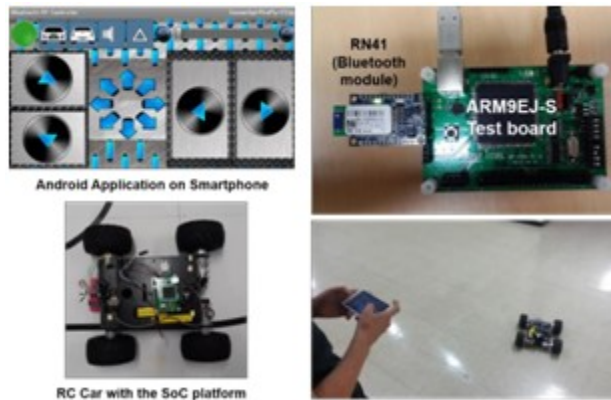 Android Application on Smartphone
RN41
(Bluetooth
module)
ARM9EJ-S
Test board
RC Car with the SoC platform